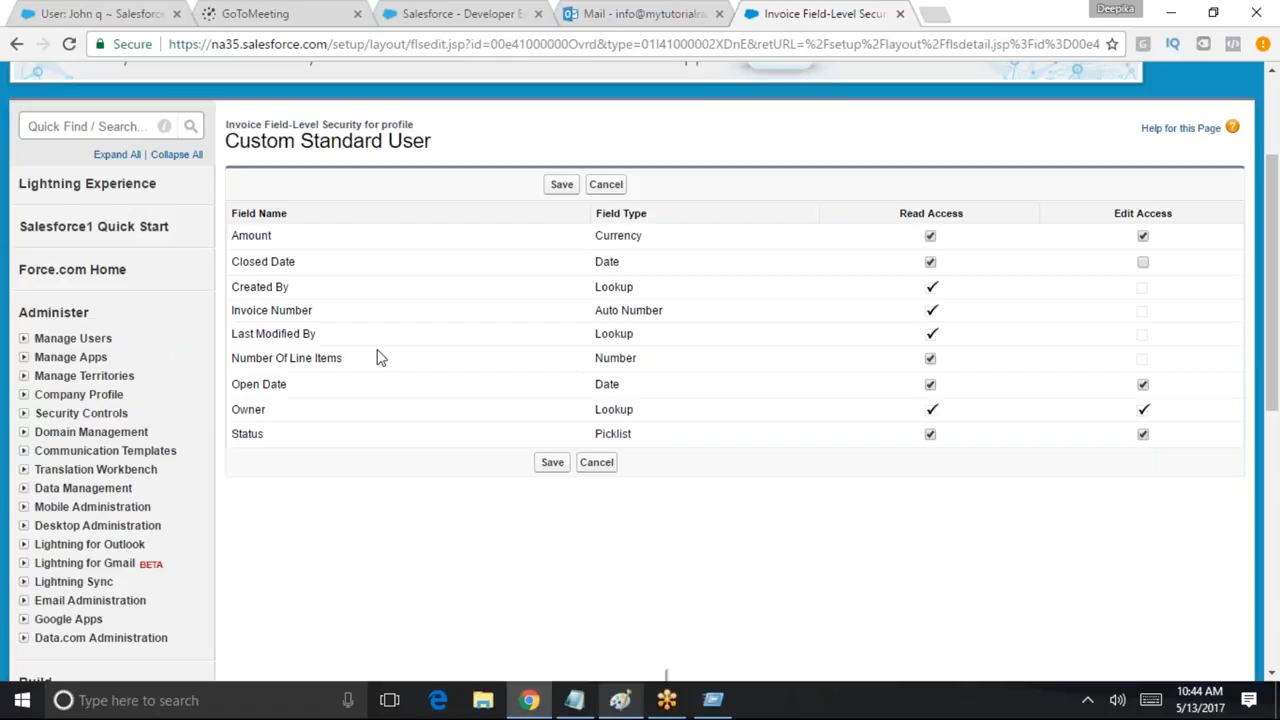 User: John q ~ Salesforc
GoToMeeting
Salesforce - Developer E
Mail - info@mytutorialra
Invoice Field-Level Secur
Deepika
Secure
https://na35.salesforce.com/setup/layout/flsedit.jsp?id=00e41000000Ovrd&type=01I41000002XDnE&retURL=%2Fsetup%2Flayout%2Fflsdetail.jsp%3Fid%3D00e4
Quick Find / Search...
Expand All | Collapse All
Lightning Experience
Salesforce1 Quick Start
Force.com Home
Administer
Manage Users
Manage Apps
Manage Territories
Company Profile
Security Controls
Domain Management
Communication Templates
Translation Workbench
Data Management
Mobile Administration
Desktop Administration
Lightning for Outlook
Lightning for Gmail BETA
Lightning Sync
Email Administration
Google Apps
Data.com Administration
Invoice Field-Level Security for profile
Custom Standard User
Help for this Page
Save Cancel
Field Name Field Type Read Access Edit Access
Amount Currency
Closed Date Date
Created By Lookup
Invoice Number Auto Number
Last Modified By Lookup
Number Of Line Items Number
Open Date Date
Owner Lookup
Status Picklist
Save Cancel
Type here to search
10:44 AM
5/13/2017